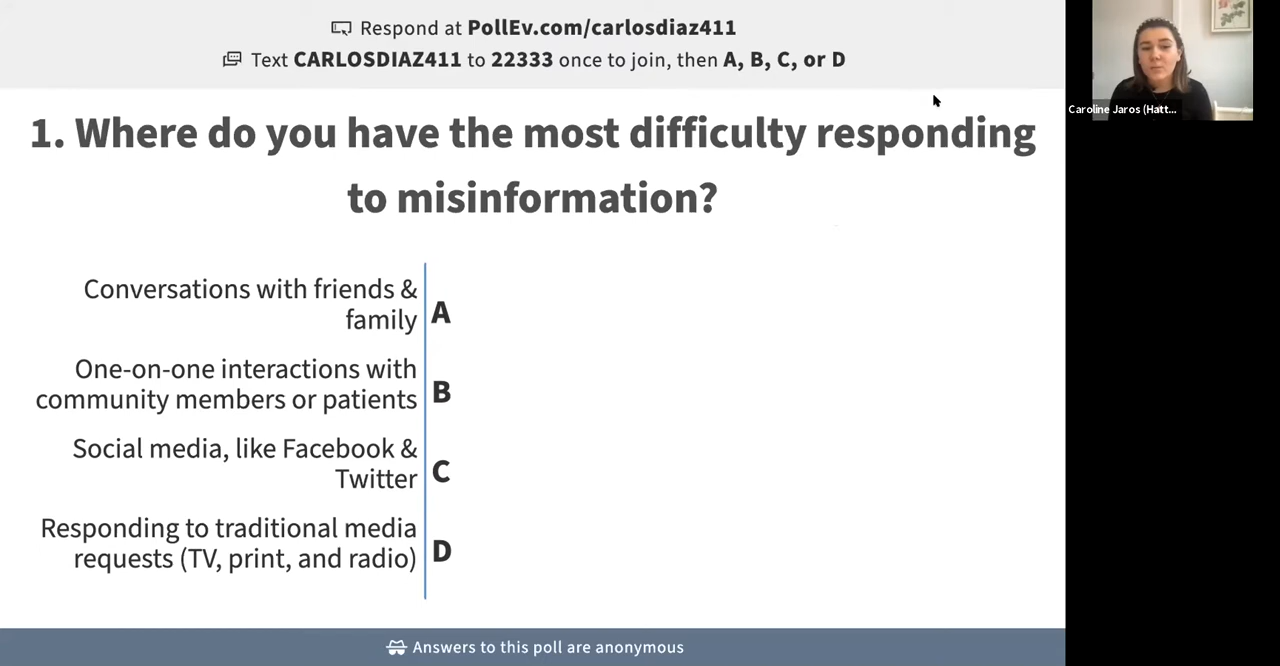 Respond at PollEv.com/carlosdiaz411
Text CARLOSDIAZ411 to 22333 once to join, then A, B, C, or D
Caroline Jaros (Hatt...
1. Where do you have the most difficulty responding
to misinformation?
Conversations with friends &
family
A
One-on-one interactions with
community members or patients
B
Social media, like Facebook &
Twitter
C
Responding to traditional media
requests (TV, print, and radio)
D
Answers to this poll are anonymous